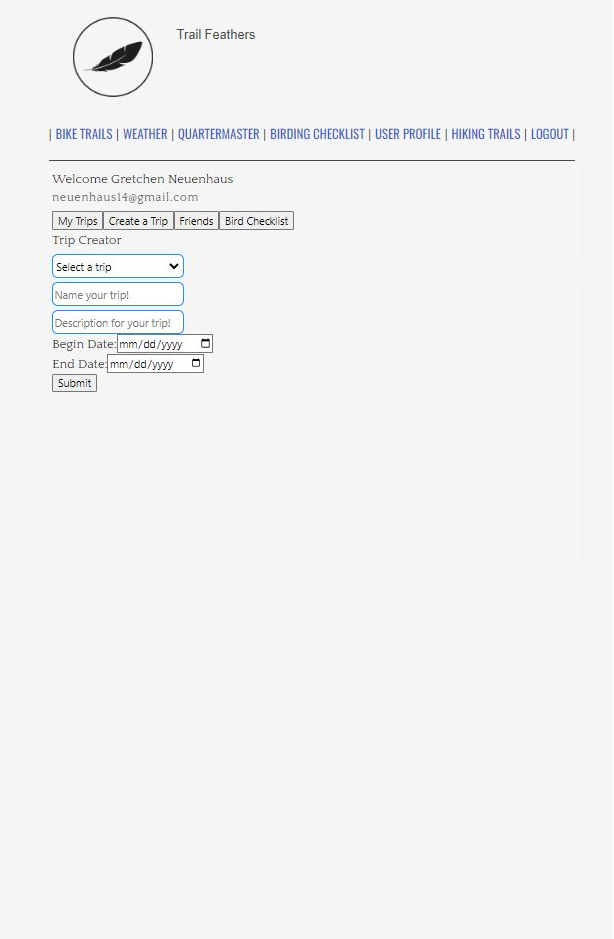 Trail Feathers
| BIKE TRAILS | WEATHER | QUARTERMASTER | BIRDING CHECKLIST | USER PROFILE | HIKING TRAILS | LOGOUT |
Welcome Gretchen Neuenhaus
neuenhaus14@gmail.com
My Trips Create a Trip Friends Bird Checklist
Trip Creator
Select a trip
Name your trip!
Description for your trip!
Begin Date: mm/dd/yyyy
End Date: mm/dd/yyyy
Submit